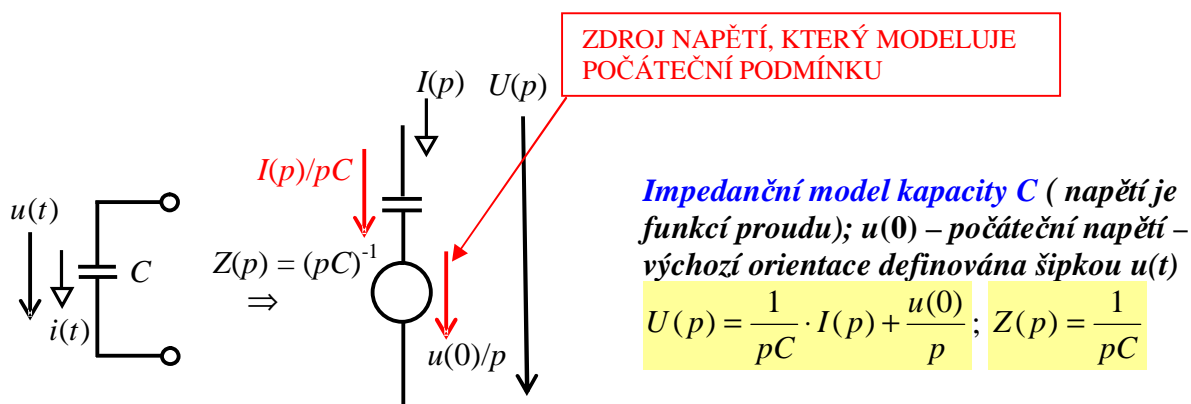 ZDROJ NAPĚTÍ, KTERÝ MODELUJE
POČÁTEČNÍ PODMÍNKU
I(p) U(p)
I(p)/pC
u(t)
C
i(t)
Z(p) = (pC)⁻¹
⇒
u(0)/p
Impedanční model kapacity C ( napětí je
funkcí proudu); u(0) – počáteční napětí –
výchozí orientace definována šipkou u(t)
U(p) = 1/pC · I(p) + u(0)/p ; Z(p) = 1/pC